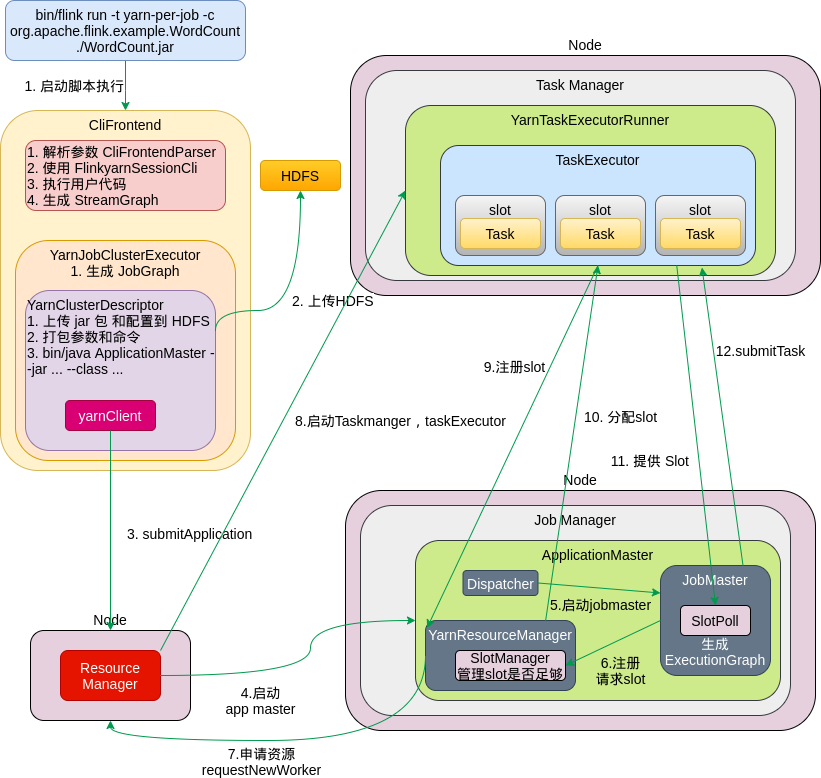 bin/flink run -t yarn-per-job -c
org.apache.flink.example.WordCount
./WordCount.jar
1. 启动脚本执行
CliFrontend
1. 解析参数 CliFrontendParser
2. 使用 FlinkyarnSessionCli
3. 执行用户代码
4. 生成 StreamGraph
HDFS
YarnJobClusterExecutor
1. 生成 JobGraph
YarnClusterDescriptor
1. 上传 jar 包 和配置到 HDFS
2. 打包参数和命令
3. bin/java ApplicationMaster -
-jar ... --class ...
yarnClient
2. 上传HDFS
Node
Task Manager
YarnTaskExecutorRunner
TaskExecutor
slot
Task
slot
Task
slot
Task
9.注册slot
12.submitTask
8.启动Taskmanger，taskExecutor
10. 分配slot
11. 提供 Slot
3. submitApplication
Node
Job Manager
ApplicationMaster
Dispatcher
JobMaster
5.启动jobmaster
SlotPoll
生成
ExecutionGraph
YarnResourceManager
SlotManager
管理slot是否足够
6.注册
请求slot
Node
Resource
Manager
4.启动
app master
7.申请资源
requestNewWorker